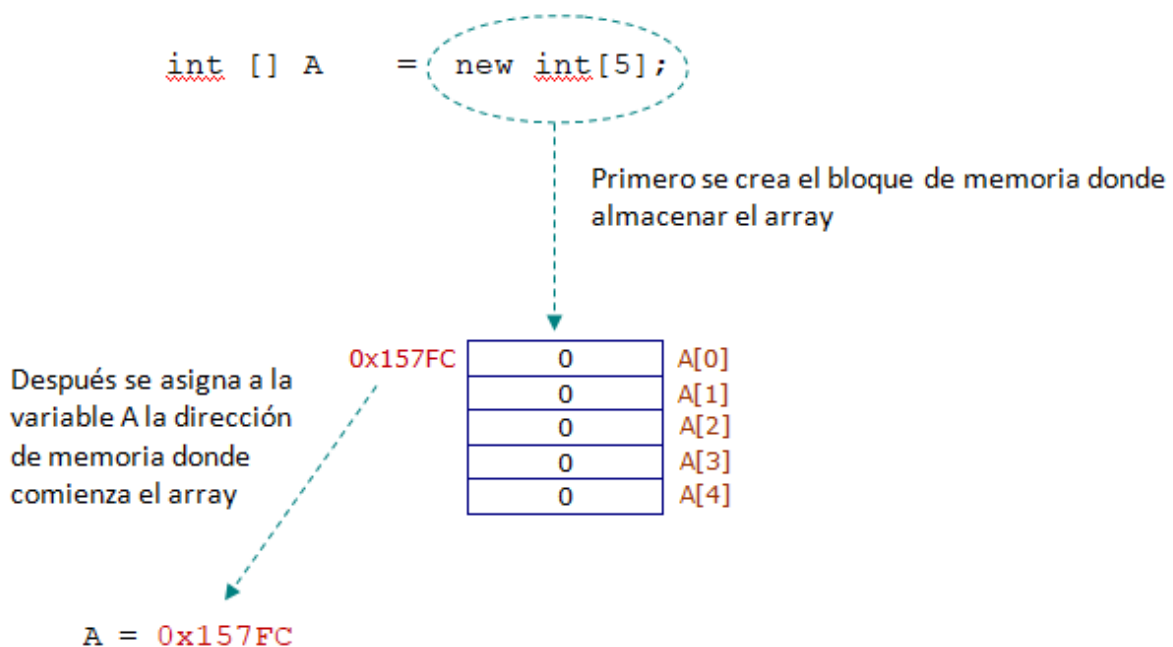 int [] A = new int[5];
Primero se crea el bloque de memoria donde
almacenar el array
0x157FC 0 A[0]
0 A[1]
0 A[2]
0 A[3]
0 A[4]
Después se asigna a la
variable A la dirección
de memoria donde
comienza el array
A = 0x157FC